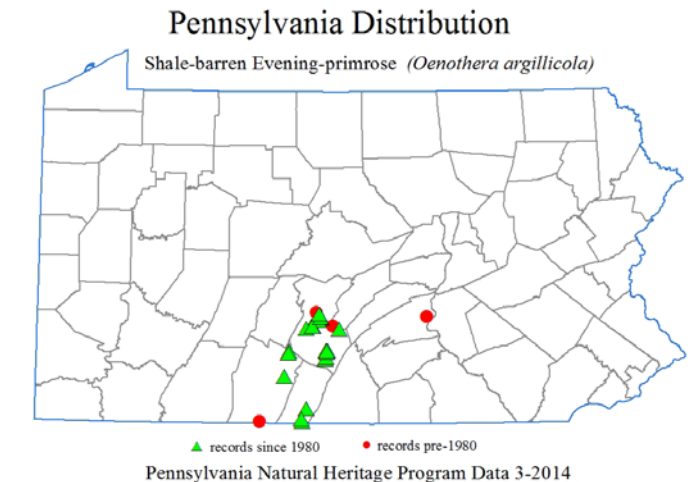 Pennsylvania Distribution
Shale-barren Evening-primrose (Oenothera argillicola)
records since 1980 records pre-1980
Pennsylvania Natural Heritage Program Data 3-2014